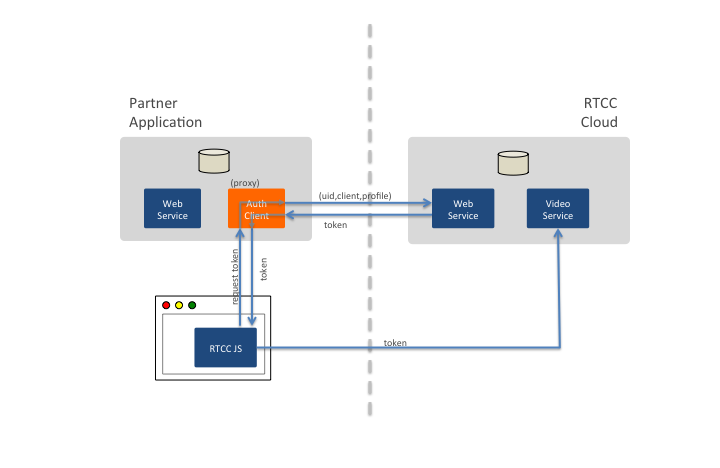 Partner
Application
RTCC
Cloud
(proxy)
Web
Service
Auth
Client
(uid,client,profile)
token
Web
Service
Video
Service
request token
token
RTCC JS
token